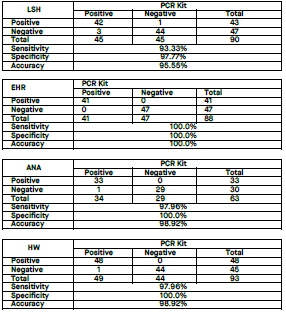 LSH PCR Kit
Positive Negative Total
Positive 42 1 43
Negative 3 44 47
Total 45 45 90
Sensitivity 93.33%
Specificity 97.77%
Accuracy 95.55%
EHR PCR Kit
Positive Negative Total
Positive 41 0 41
Negative 0 47 47
Total 41 47 88
Sensitivity 100.0%
Specificity 100.0%
Accuracy 100.0%
ANA PCR Kit
Positive Negative Total
Positive 33 0 33
Negative 1 29 30
Total 34 29 63
Sensitivity 97.96%
Specificity 100.0%
Accuracy 98.92%
HW PCR Kit
Positive Negative Total
Positive 48 0 48
Negative 1 44 45
Total 49 44 93
Sensitivity 97.96%
Specificity 100.0%
Accuracy 98.92%